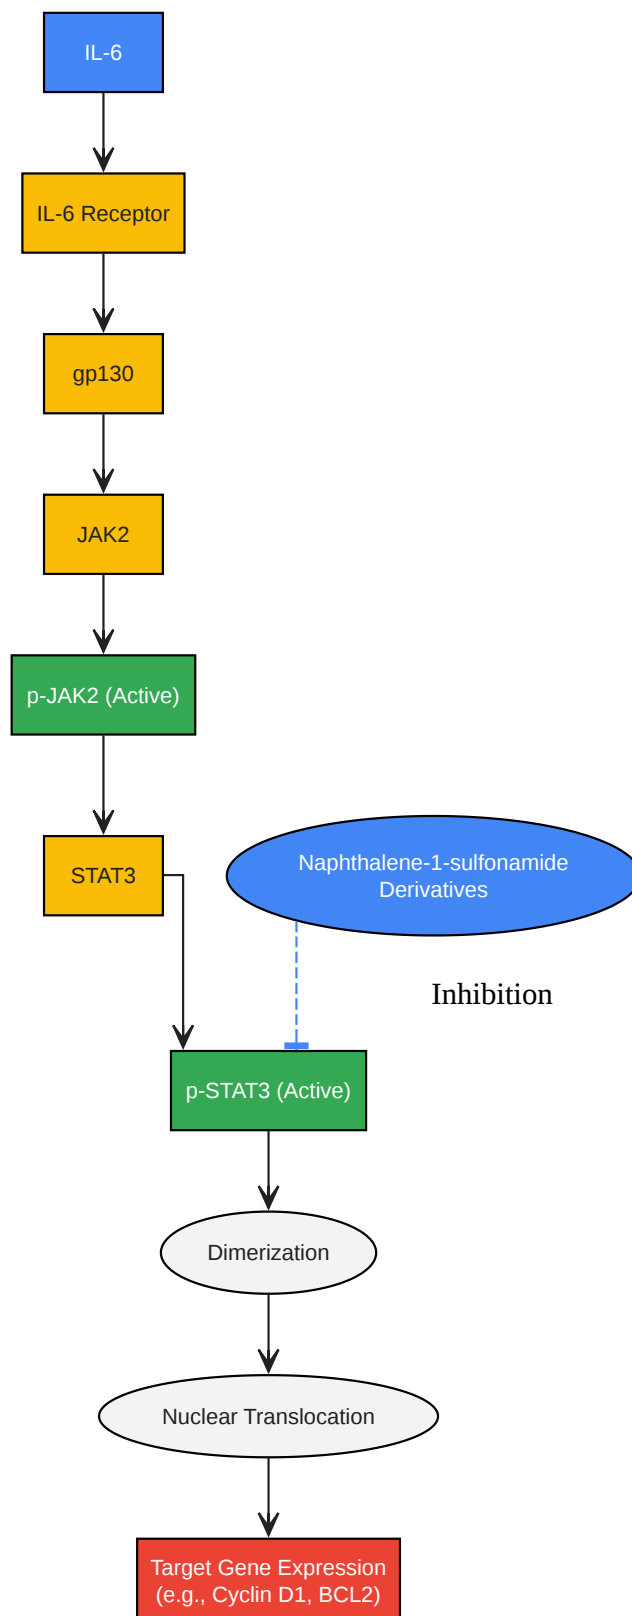 IL-6
IL-6 Receptor
gp130
JAK2
p-JAK2 (Active)
STAT3
Naphthalene-1-sulfonamide
Derivatives
Inhibition
p-STAT3 (Active)
Dimerization
Nuclear Translocation
Target Gene Expression
(e.g., Cyclin D1, BCL2)